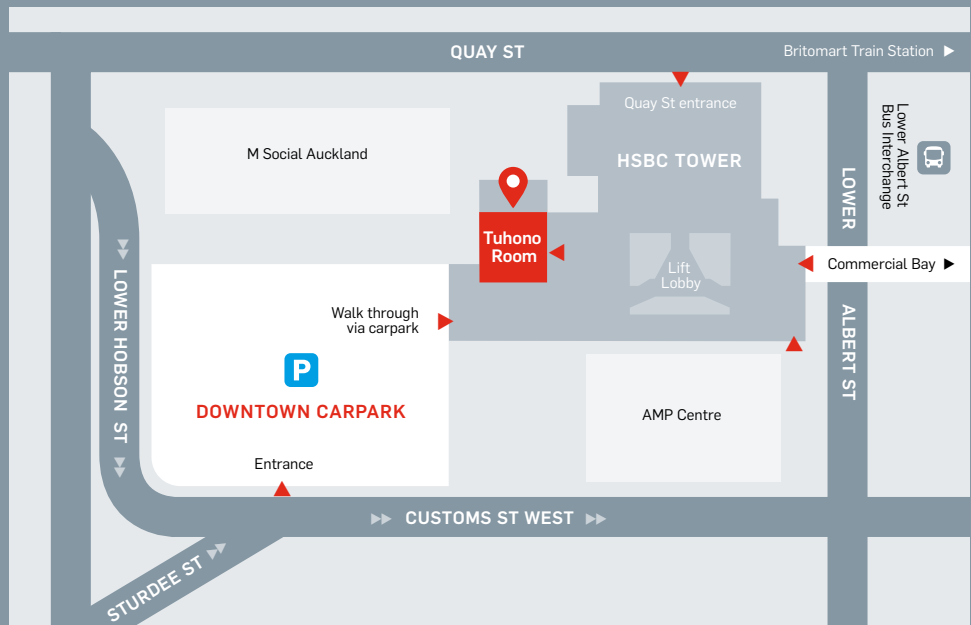 QUAY ST
Britomart Train Station
Quay St entrance
Lower Albert St
Bus Interchange
M Social Auckland
HSBC TOWER
LOWER
Tuhono
Room
Lift
Lobby
Commercial Bay
LOWER HOBSON ST
Walk through
via carpark
ALBERT ST
P
DOWNTOWN CARPARK
AMP Centre
Entrance
CUSTOMS ST WEST
STURDEE ST